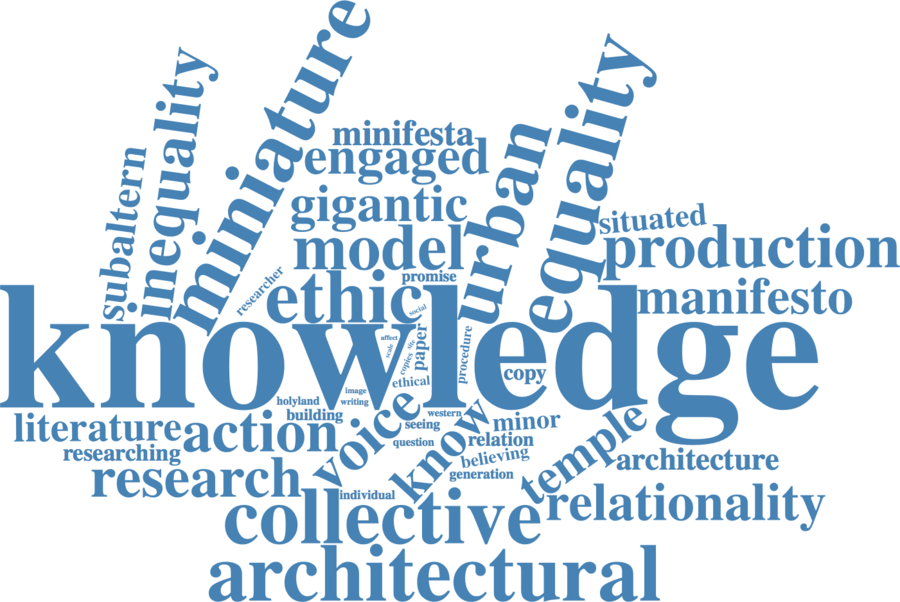 miniature
subaltern
inequality
minifesta
engaged
urban
equality
gigantic
situated
model
production
researcher
ethic
promise
manifesto
social
knowledge
affect
scale
site
copies
paper
procedure
copy
ethical
image
writing
holyland
building
literature
action
voice
western
seeing
know
minor
temple
researching
question
relation
believing
architecture
research
generation
individual
collective
relationality
architectural